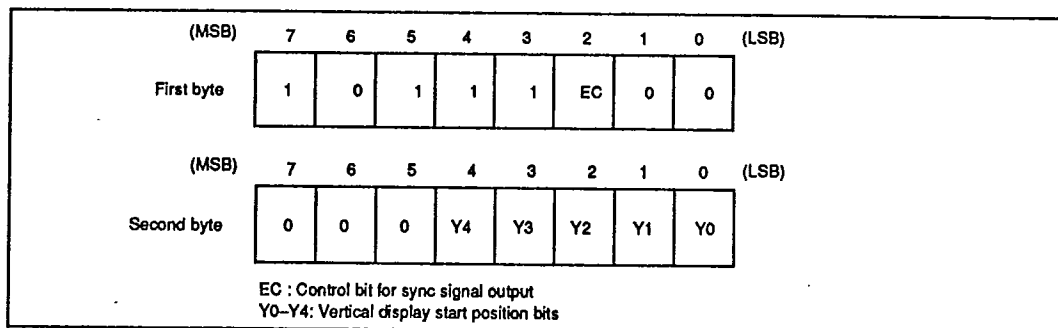 (MSB) 7 6 5 4 3 2 1 0 (LSB)
First byte 1 0 1 1 1 EC 0 0
(MSB) 7 6 5 4 3 2 1 0 (LSB)
Second byte 0 0 0 Y4 Y3 Y2 Y1 Y0
EC : Control bit for sync signal output
Y0–Y4: Vertical display start position bits